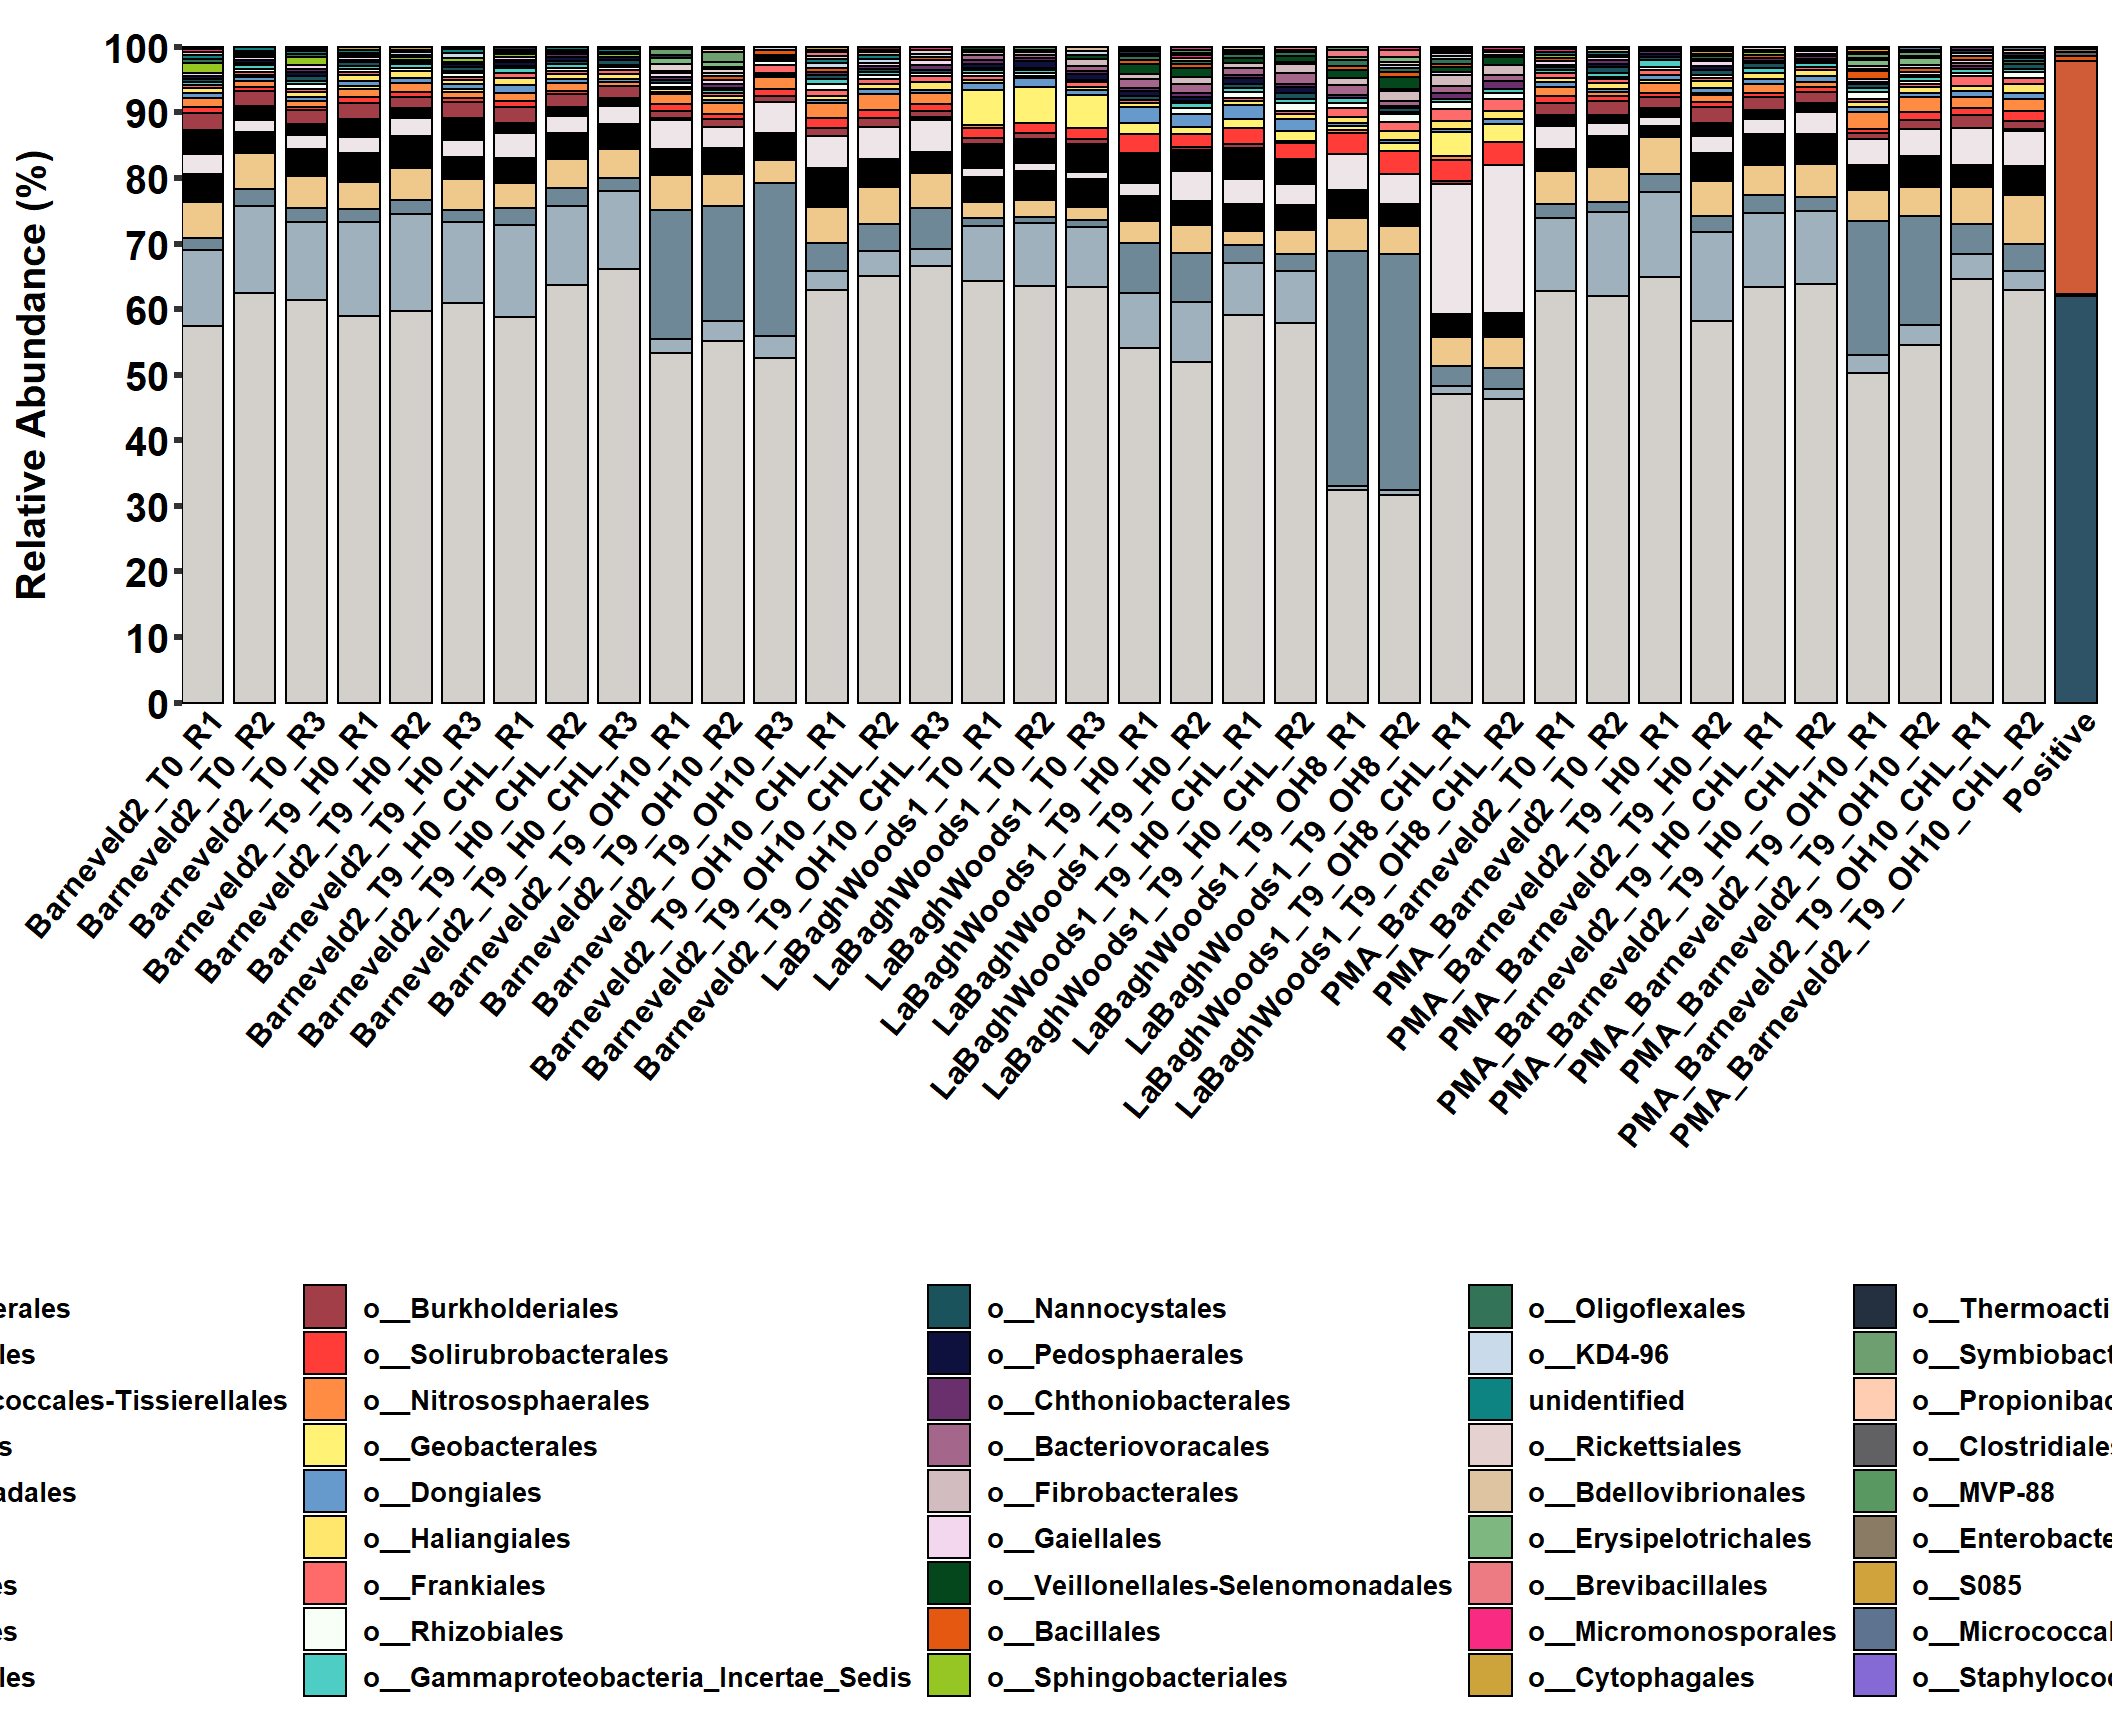 Relative Abundance (%)
100
90
80
70
60
50
40
30
20
10
0
Barneveld2_T0_R1
Barneveld2_T0_R2
Barneveld2_T0_R3
Barneveld2_T9_H0_R1
Barneveld2_T9_H0_R2
Barneveld2_T9_H0_R3
Barneveld2_T9_H0_CHL_R1
Barneveld2_T9_H0_CHL_R2
Barneveld2_T9_H0_CHL_R3
Barneveld2_T9_OH10_R1
Barneveld2_T9_OH10_R2
Barneveld2_T9_OH10_R3
Barneveld2_T9_OH10_CHL_R1
Barneveld2_T9_OH10_CHL_R2
Barneveld2_T9_OH10_CHL_R3
LaBaghWoods1_T0_R1
LaBaghWoods1_T0_R2
LaBaghWoods1_T0_R3
LaBaghWoods1_T9_H0_R1
LaBaghWoods1_T9_H0_R2
LaBaghWoods1_T9_H0_CHL_R1
LaBaghWoods1_T9_H0_CHL_R2
LaBaghWoods1_T9_OH8_R1
LaBaghWoods1_T9_OH8_R2
LaBaghWoods1_T9_OH8_CHL_R1
LaBaghWoods1_T9_OH8_CHL_R2
PMA_Barneveld2_T0_R1
PMA_Barneveld2_T0_R2
PMA_Barneveld2_T9_H0_R1
PMA_Barneveld2_T9_H0_R2
PMA_Barneveld2_T9_H0_CHL_R1
PMA_Barneveld2_T9_H0_CHL_R2
PMA_Barneveld2_T9_OH10_R1
PMA_Barneveld2_T9_OH10_R2
PMA_Barneveld2_T9_OH10_CHL_R1
PMA_Barneveld2_T9_OH10_CHL_R2
Positive
erales
les
coccales-Tissierellales
s
adales
es
es
les
o__Burkholderiales
o__Solirubrobacterales
o__Nitrososphaerales
o__Geobacterales
o__Dongiales
o__Haliangiales
o__Frankiales
o__Rhizobiales
o__Gammaproteobacteria_Incertae_Sedis
o__Nannocystales
o__Pedosphaerales
o__Chthoniobacterales
o__Bacteriovoracales
o__Fibrobacterales
o__Gaiellales
o__Veillonellales-Selenomonadales
o__Bacillales
o__Sphingobacteriales
o__Oligoflexales
o__KD4-96
unidentified
o__Rickettsiales
o__Bdellovibrionales
o__Erysipelotrichales
o__Brevibacillales
o__Micromonosporales
o__Cytophagales
o__Thermoacti
o__Symbiobact
o__Propionibac
o__Clostridiales
o__MVP-88
o__Enterobacte
o__S085
o__Micrococcal
o__Staphylococ